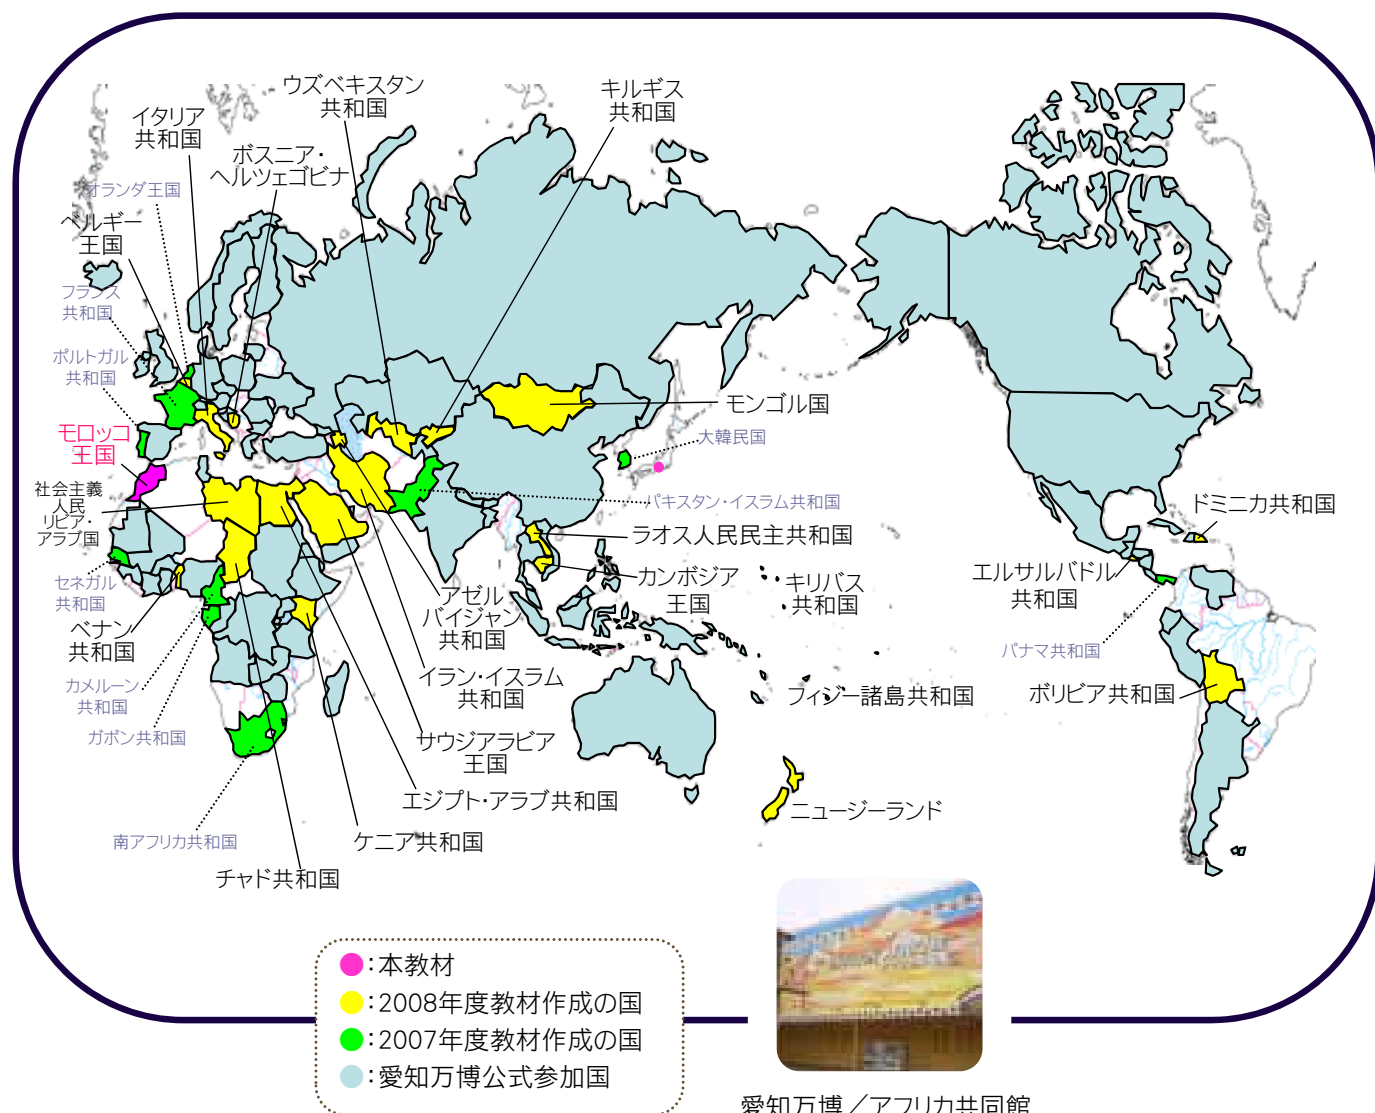 ウズベキスタン
共和国
キルギス
共和国
イタリア
共和国
ボスニア・
ヘルツェゴビナ
オランダ王国
ベルギー
王国
フランス
共和国
ポルトガル
共和国
モロッコ
王国
社会主義
人民
リビア・
アラブ国
セネガル
共和国
ベナン
共和国
カメルーン
共和国
ガボン共和国
南アフリカ共和国
チャド共和国
ケニア共和国
エジプト・アラブ共和国
サウジアラビア
王国
イラン・イスラム
共和国
アゼル
バイジャン
共和国
モンゴル国
大韓民国
パキスタン・イスラム共和国
ラオス人民民主共和国
カンボジア
王国
キリバス
共和国
フィジー諸島共和国
ニュージーランド
ドミニカ共和国
エルサルバドル
共和国
パナマ共和国
ボリビア共和国
:本教材
:2008年度教材作成の国
:2007年度教材作成の国
:愛知万博公式参加国
愛知万博／アフリカ共同館